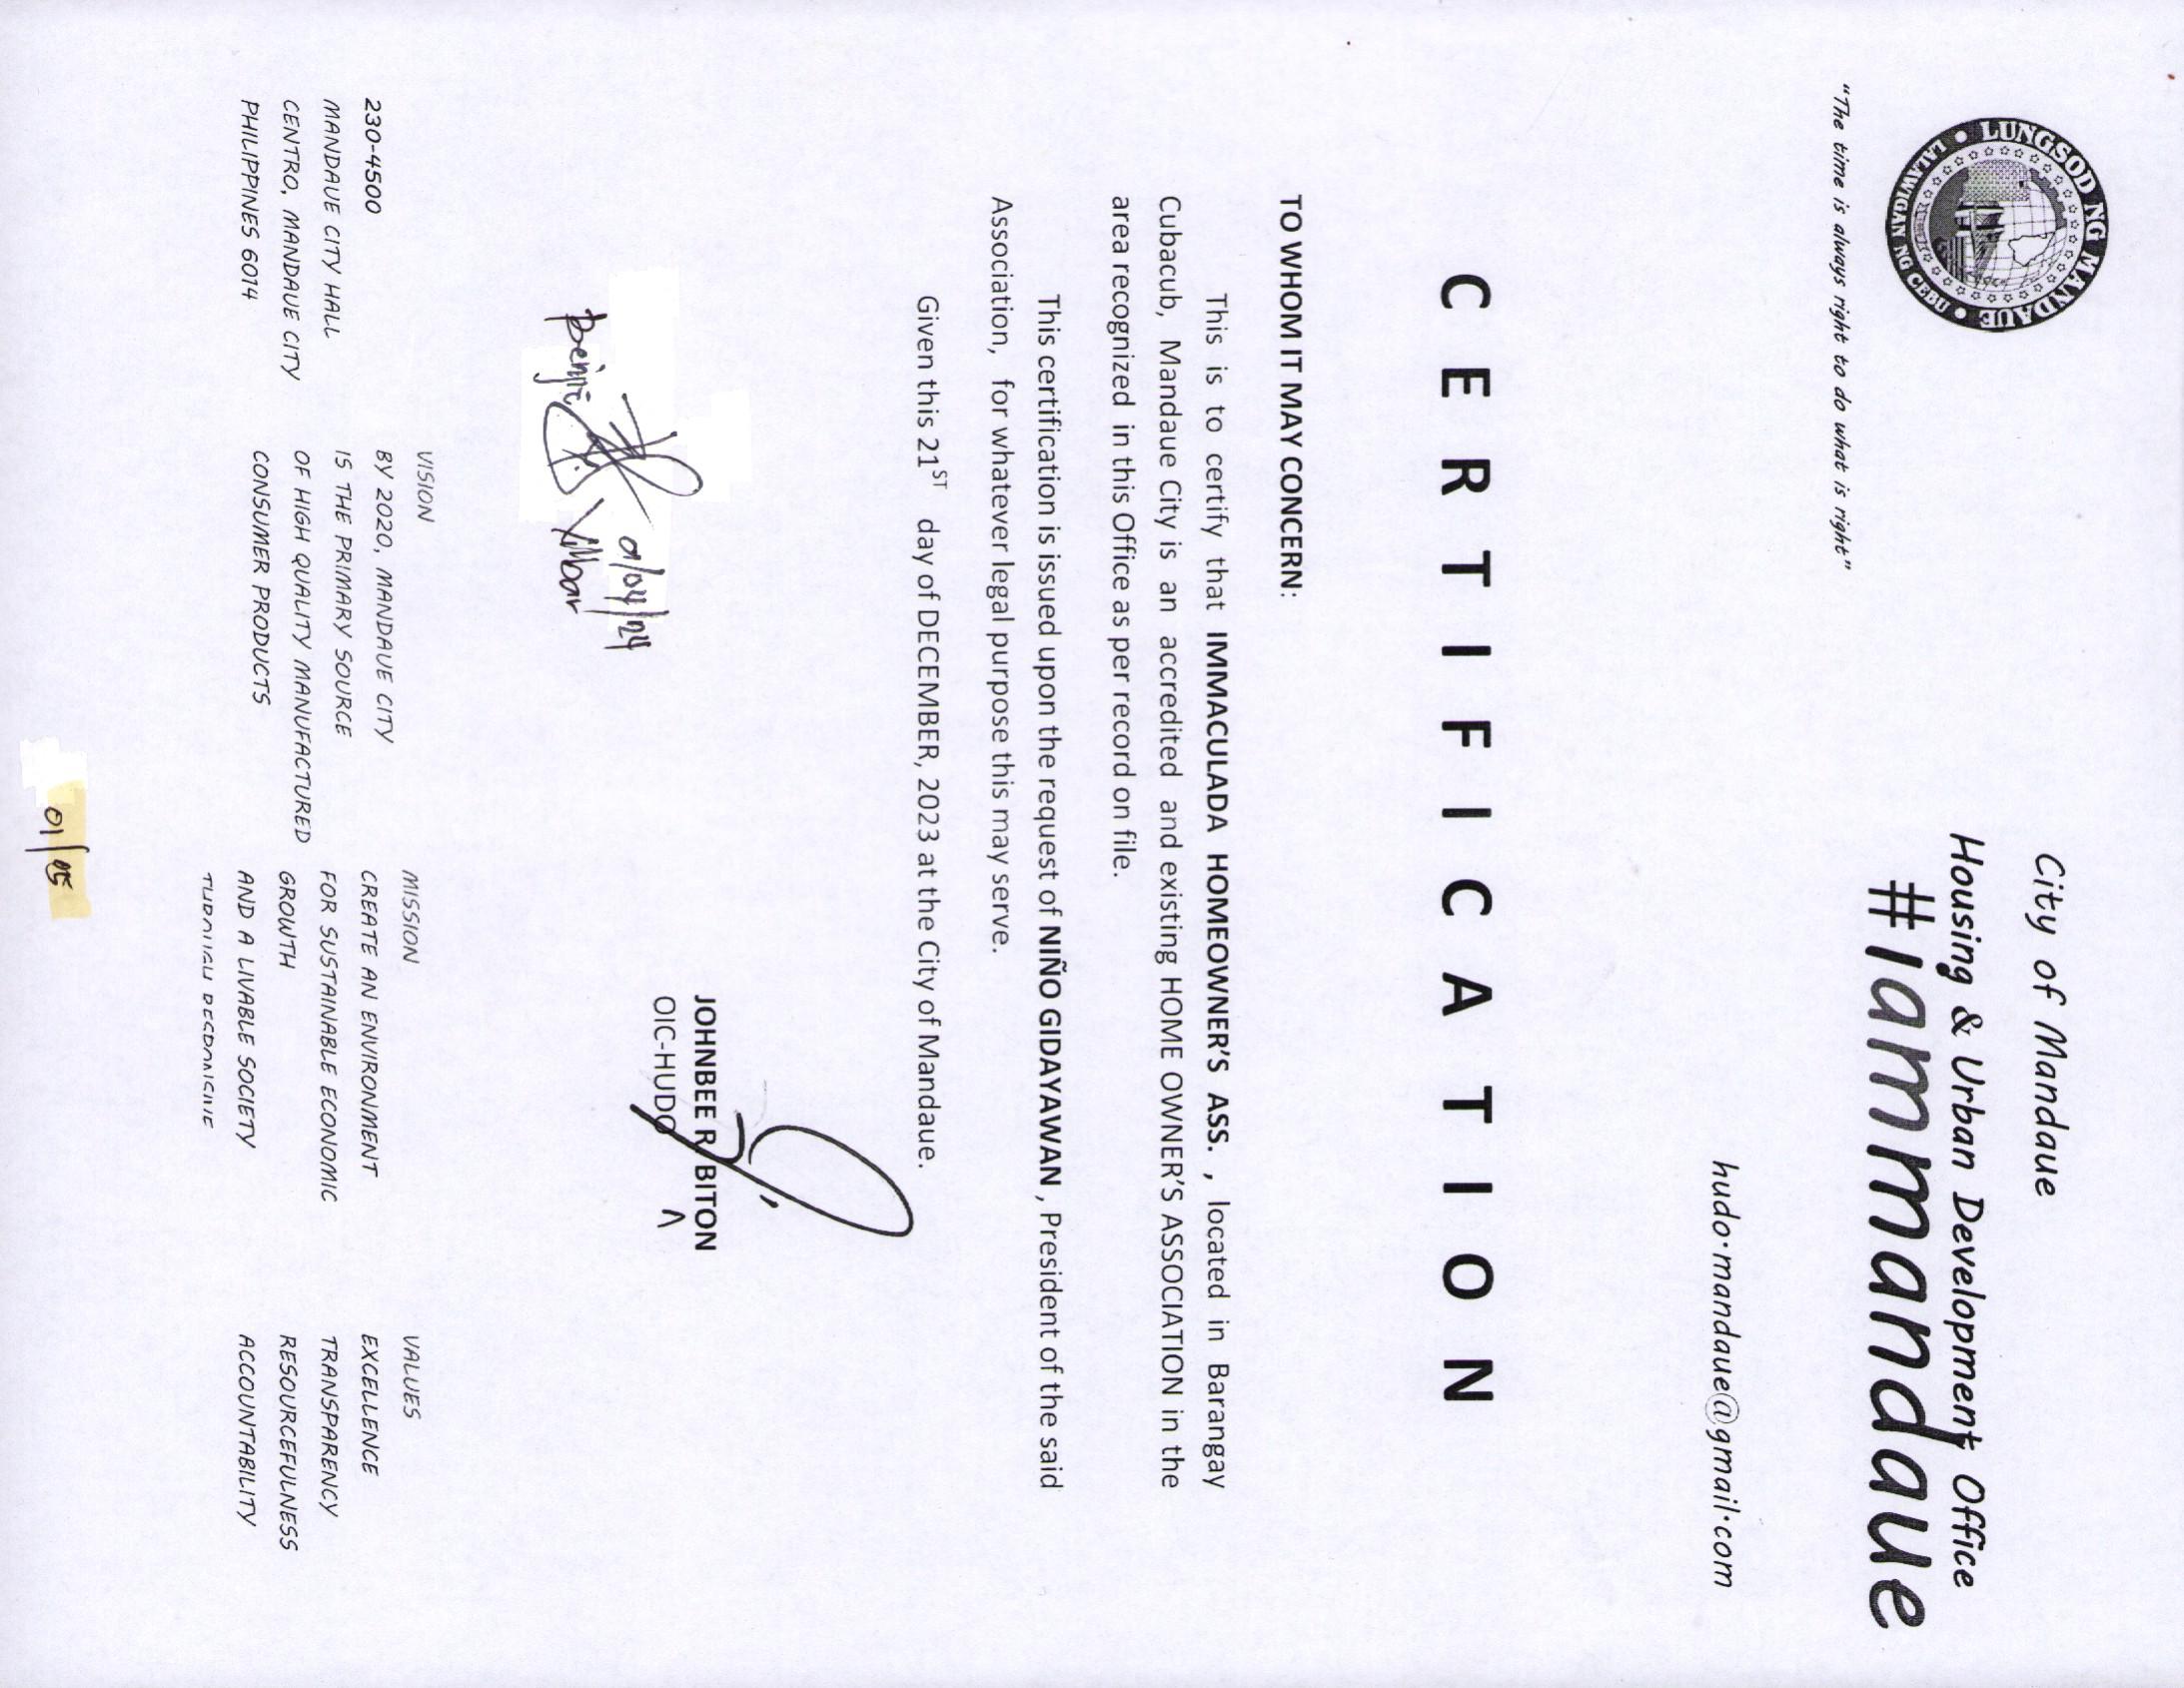 LUNGSOD NG MANDAUE
LALAWIGAN NG CEBU
City of Mandaue
Housing & Urban Development Office
#Iammandaue
"The time is always right to do what is right"
hudo.mandaue@gmail.com
CERTIFICATION
TO WHOM IT MAY CONCERN:
This is to certify that IMMACULADA HOMEOWNER'S ASS. , located in Barangay
Cubacub, Mandaue City is an accredited and existing HOME OWNER'S ASSOCIATION in the
area recognized in this Office as per record on file.
This certification is issued upon the request of NIÑO GIDAYAWAN , President of the said
Association, for whatever legal purpose this may serve.
Given this 21ST day of DECEMBER, 2023 at the City of Mandaue.
JOHNBEE R. BITON
OIC-HUDO
01/04/24
Villbar
230-4500
MANDAUE CITY HALL
CENTRO, MANDAUE CITY
PHILIPPINES 6014
VISION
BY 2020, MANDAUE CITY
IS THE PRIMARY SOURCE
OF HIGH QUALITY MANUFACTURED
CONSUMER PRODUCTS
MISSION
CREATE AN ENVIRONMENT
FOR SUSTAINABLE ECONOMIC
GROWTH
AND A LIVABLE SOCIETY
THROUGH RESPONSIVE
VALUES
EXCELLENCE
TRANSPARENCY
RESOURCEFULNESS
ACCOUNTABILITY
01/05